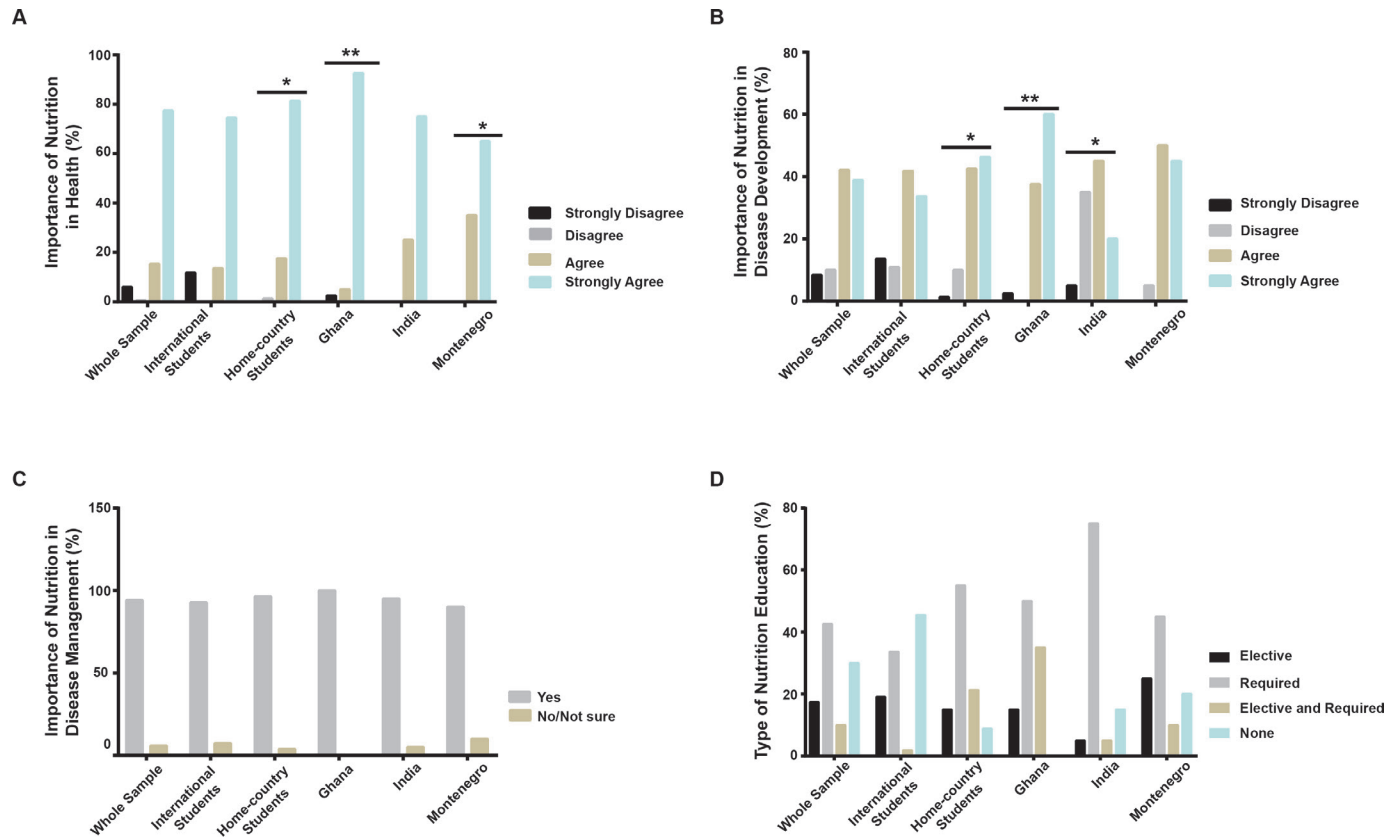 A
Importance of Nutrition
in Health (%)
100
80
60
40
20
0
*
**
*
Strongly Disagree
Disagree
Agree
Strongly Agree
Whole Sample
International
Students
Home-country
Students
Ghana
India
Montenegro
B
Importance of Nutrition in
Disease Development (%)
80
60
40
20
0
*
**
*
Strongly Disagree
Disagree
Agree
Strongly Agree
Whole Sample
International
Students
Home-country
Students
Ghana
India
Montenegro
C
Importance of Nutrition in
Disease Management (%)
150
100
50
0
Yes
No/Not sure
Whole Sample
International
Students
Home-country
Students
Ghana
India
Montenegro
D
Type of Nutrition Education (%)
80
60
40
20
0
Elective
Required
Elective and Required
None
Whole Sample
International
Students
Home-country
Students
Ghana
India
Montenegro